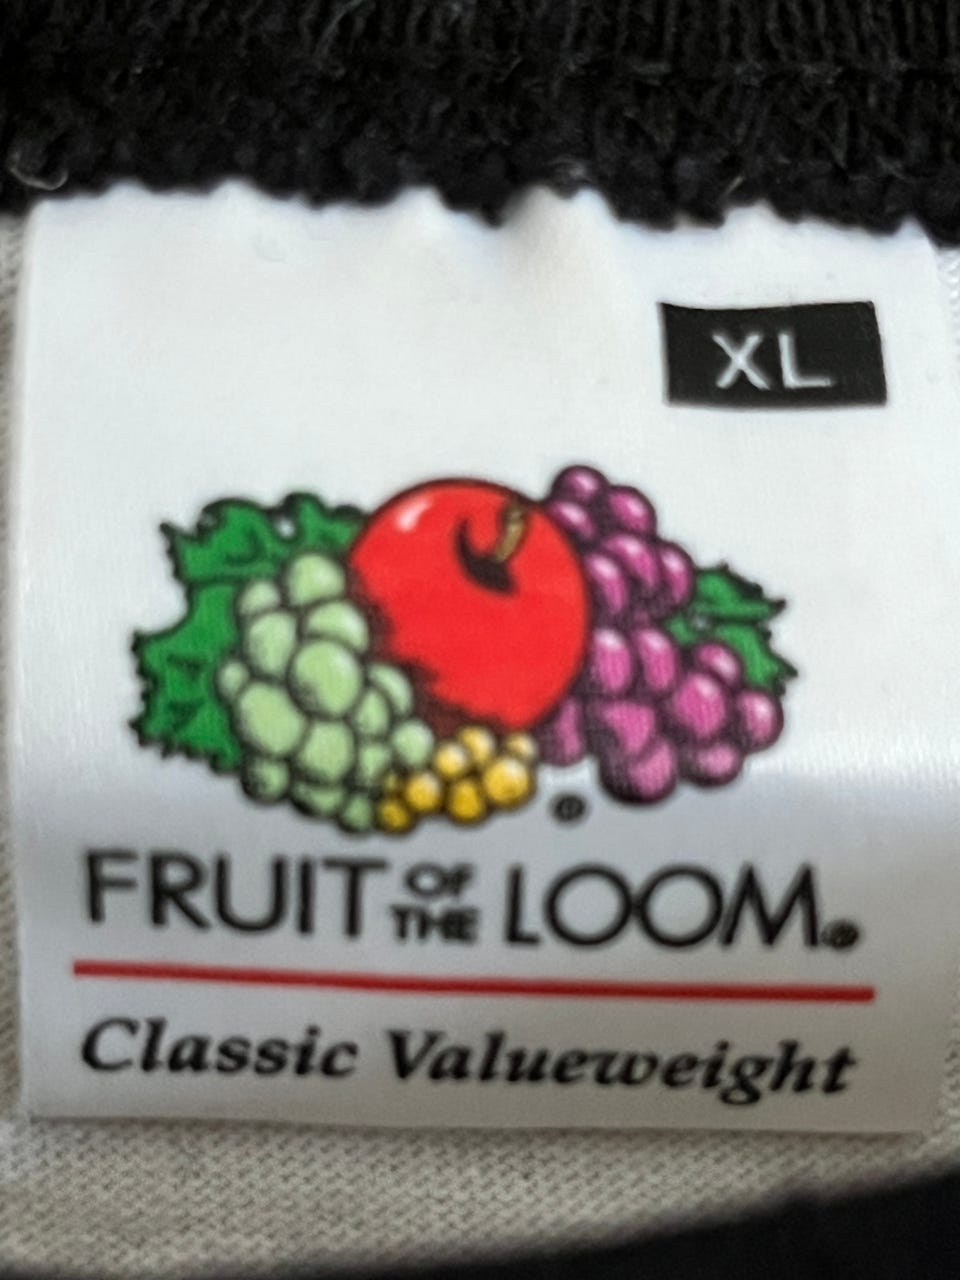 XL
®
FRUIT OF THE LOOM®
Classic Valueweight